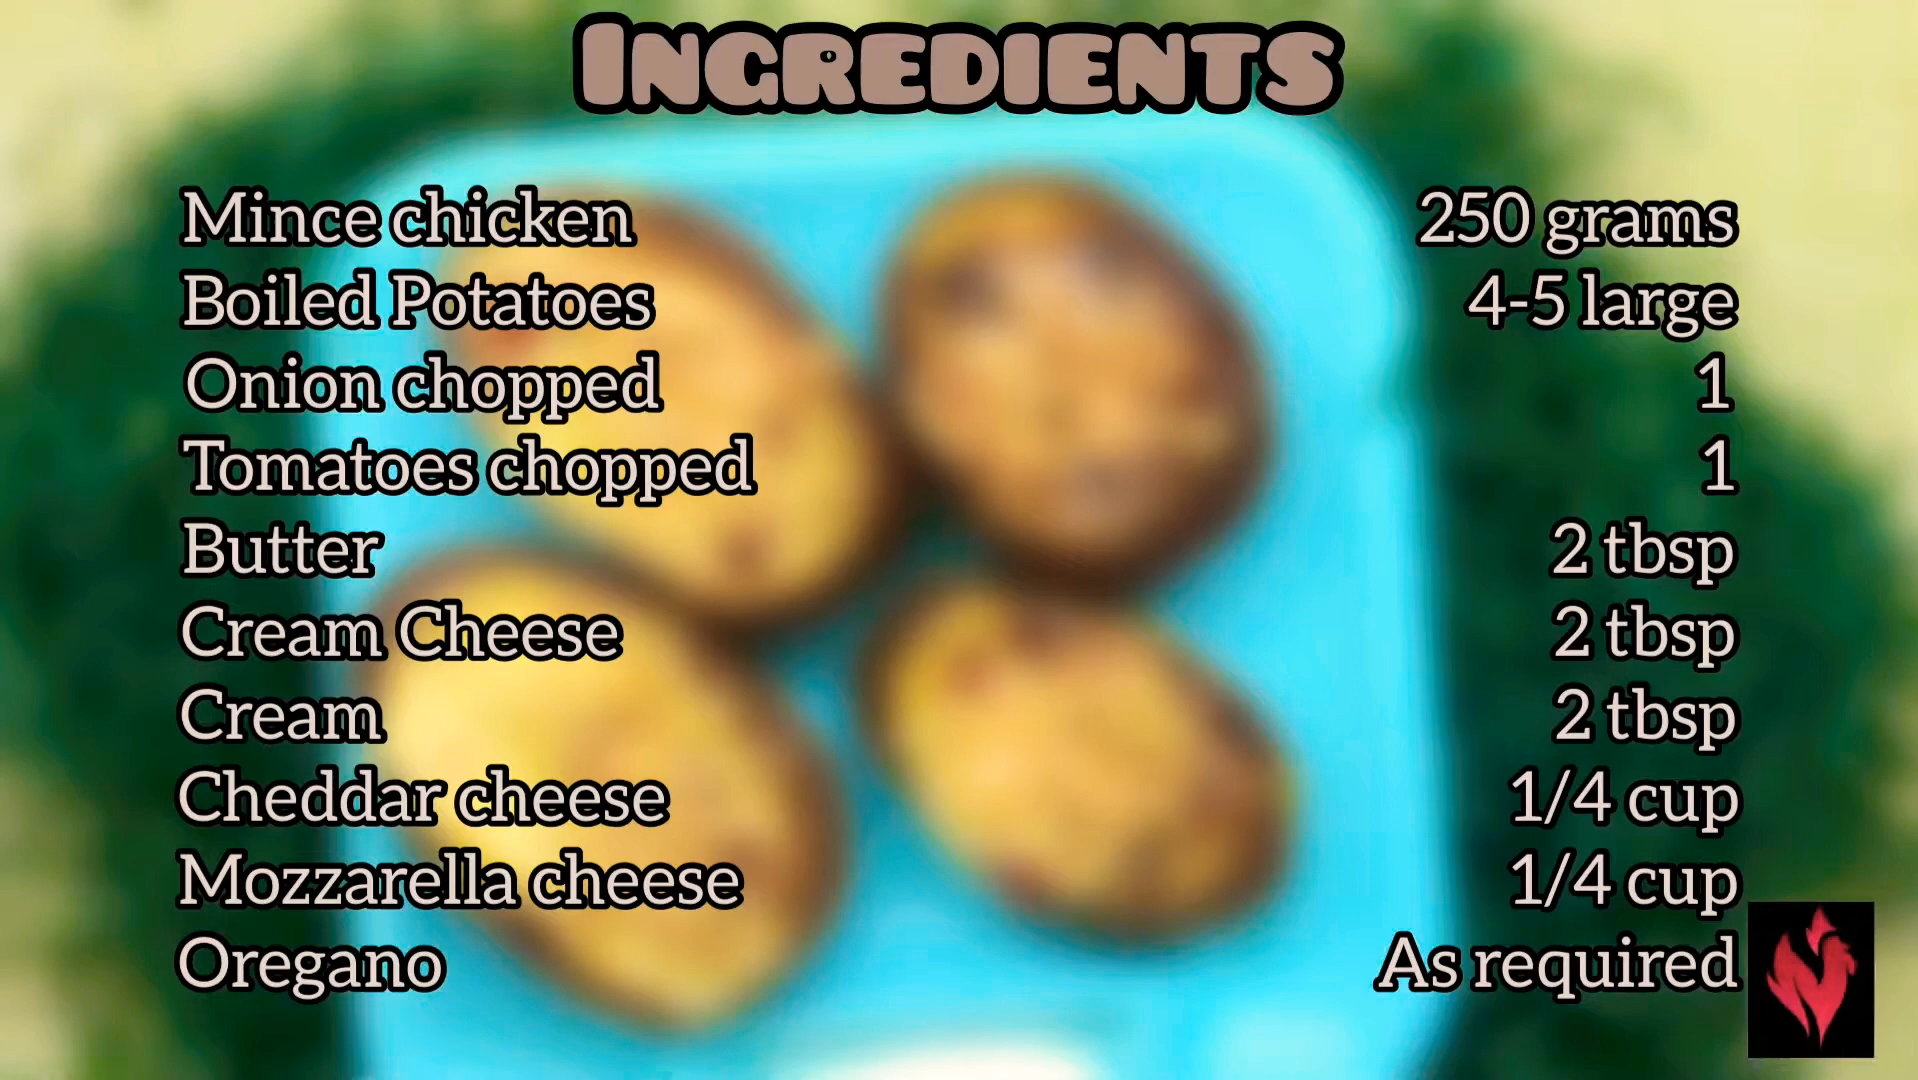 INGREDIENTS
Mince chicken 250 grams
Boiled Potatoes 4-5 large
Onion chopped 1
Tomatoes chopped 1
Butter 2 tbsp
Cream Cheese 2 tbsp
Cream 2 tbsp
Cheddar cheese 1/4 cup
Mozzarella cheese 1/4 cup
Oregano As required